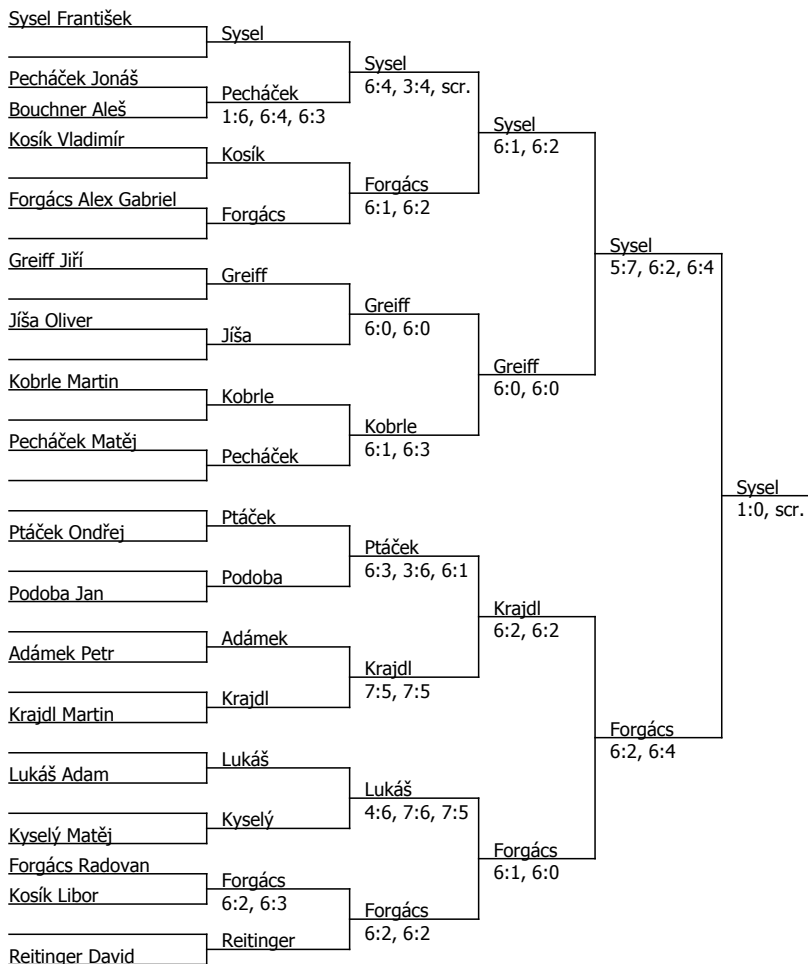 Sysel František
Sysel
Pecháček Jonáš
Sysel
6:4, 3:4, scr.
Bouchner Aleš
Pecháček
1:6, 6:4, 6:3
Sysel
6:1, 6:2
Kosík Vladimír
Kosík
Forgács
6:1, 6:2
Forgács Alex Gabriel
Forgács
Sysel
5:7, 6:2, 6:4
Greiff Jiří
Greiff
Greiff
6:0, 6:0
Jíša Oliver
Jíša
Greiff
6:0, 6:0
Kobrle Martin
Kobrle
Kobrle
6:1, 6:3
Pecháček Matěj
Pecháček
Sysel
1:0, scr.
Ptáček
Ptáček Ondřej
Ptáček
6:3, 3:6, 6:1
Podoba
Podoba Jan
Krajdl
6:2, 6:2
Adámek
Adámek Petr
Krajdl
7:5, 7:5
Krajdl
Krajdl Martin
Forgács
6:2, 6:4
Lukáš
Lukáš Adam
Lukáš
4:6, 7:6, 7:5
Kyselý
Kyselý Matěj
Forgács
6:1, 6:0
Forgács Radovan
Forgács
6:2, 6:3
Kosík Libor
Forgács
6:2, 6:2
Reitinger
Reitinger David